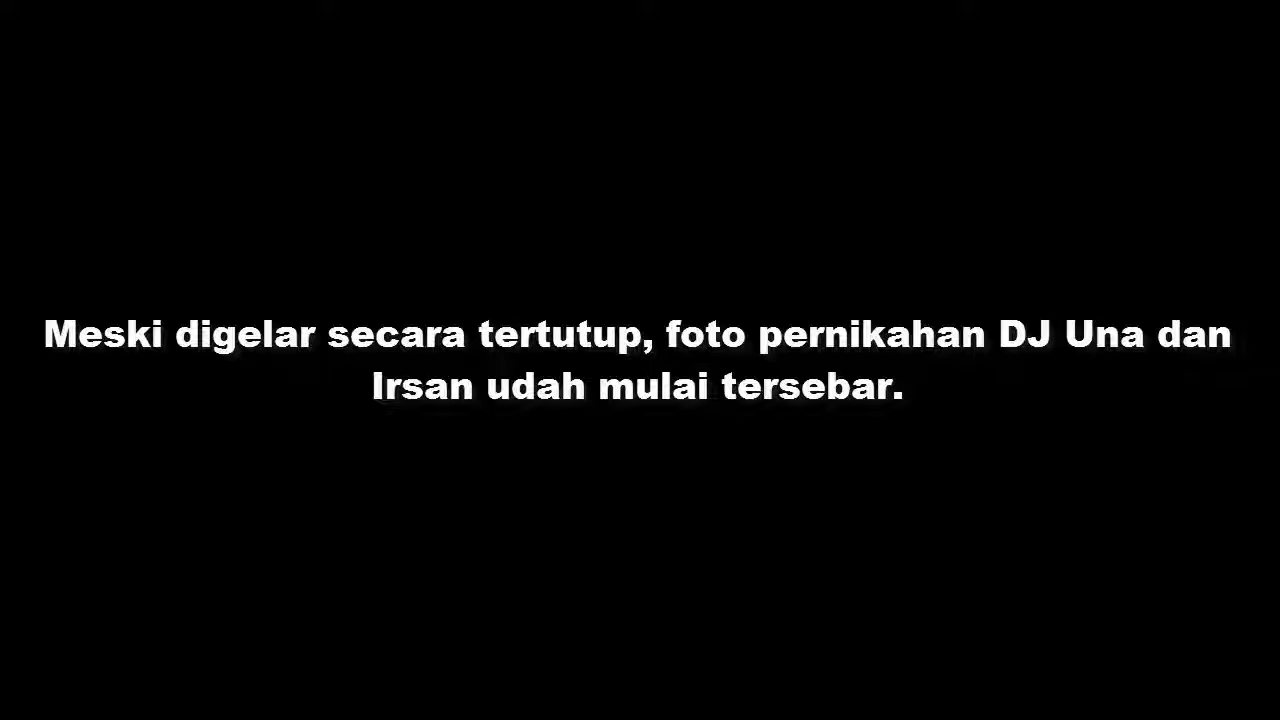 Meski digelar secara tertutup, foto pernikahan DJ Una dan
Irsan udah mulai tersebar.